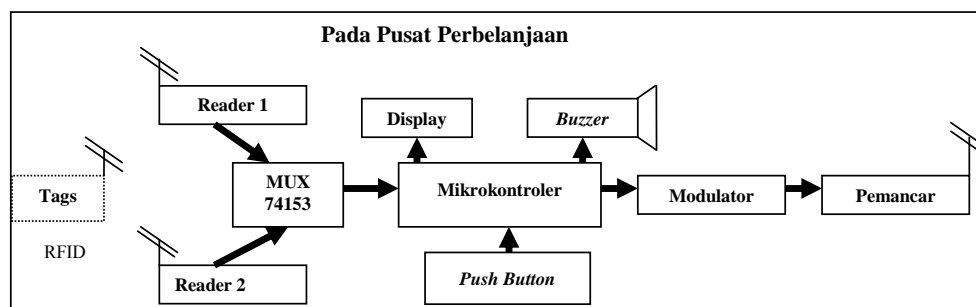 Pada Pusat Perbelanjaan
Reader 1
Display
Buzzer
Tags
MUX
74153
Mikrokontroler
Modulator
Pemancar
RFID
Reader 2
Push Button